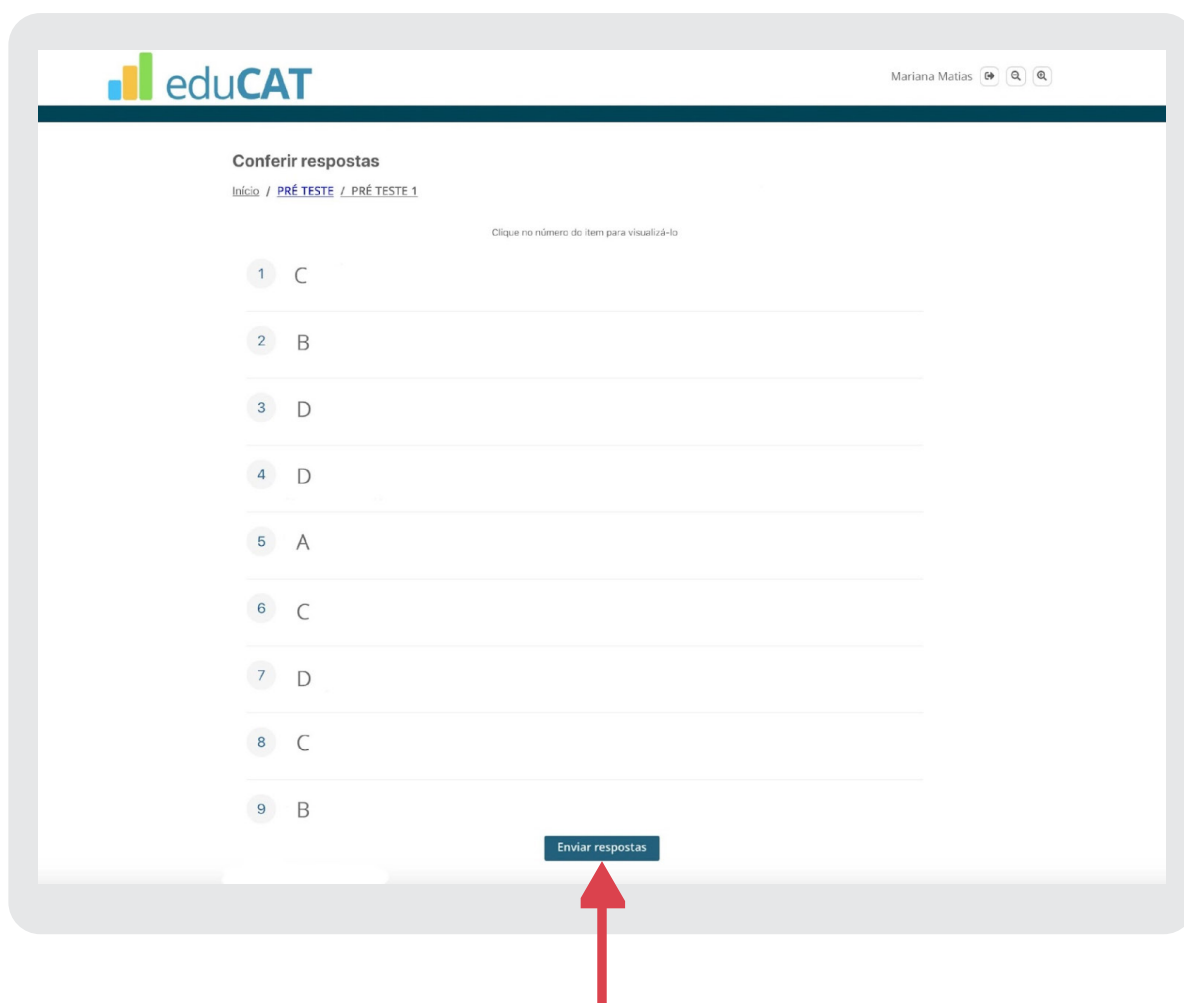 eduCAT
Mariana Matias
Conferir respostas
Início / PRÉ TESTE / PRÉ TESTE 1
Clique no número do item para visualizá-lo
1 C
2 B
3 D
4 D
5 A
6 C
7 D
8 C
9 B
Enviar respostas